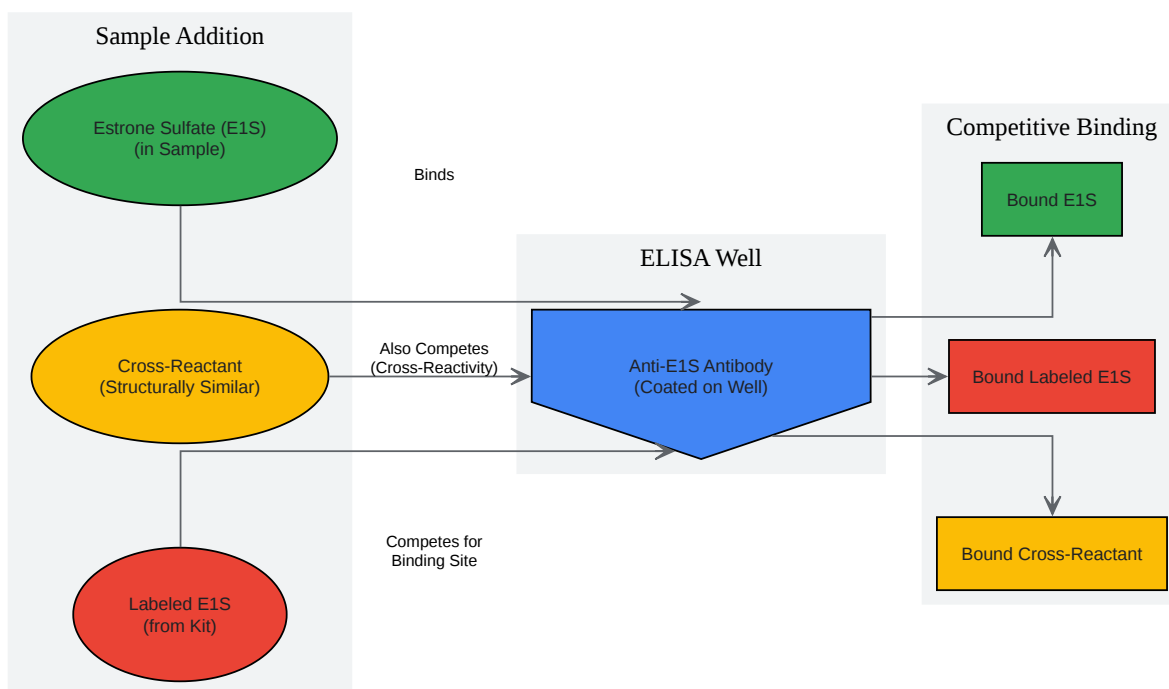 Sample Addition
Estrone Sulfate (E1S)
(in Sample)
Cross-Reactant
(Structurally Similar)
Labeled E1S
(from Kit)
Binds
Also Competes
(Cross-Reactivity)
Competes for
Binding Site
ELISA Well
Anti-E1S Antibody
(Coated on Well)
Competitive Binding
Bound E1S
Bound Labeled E1S
Bound Cross-Reactant